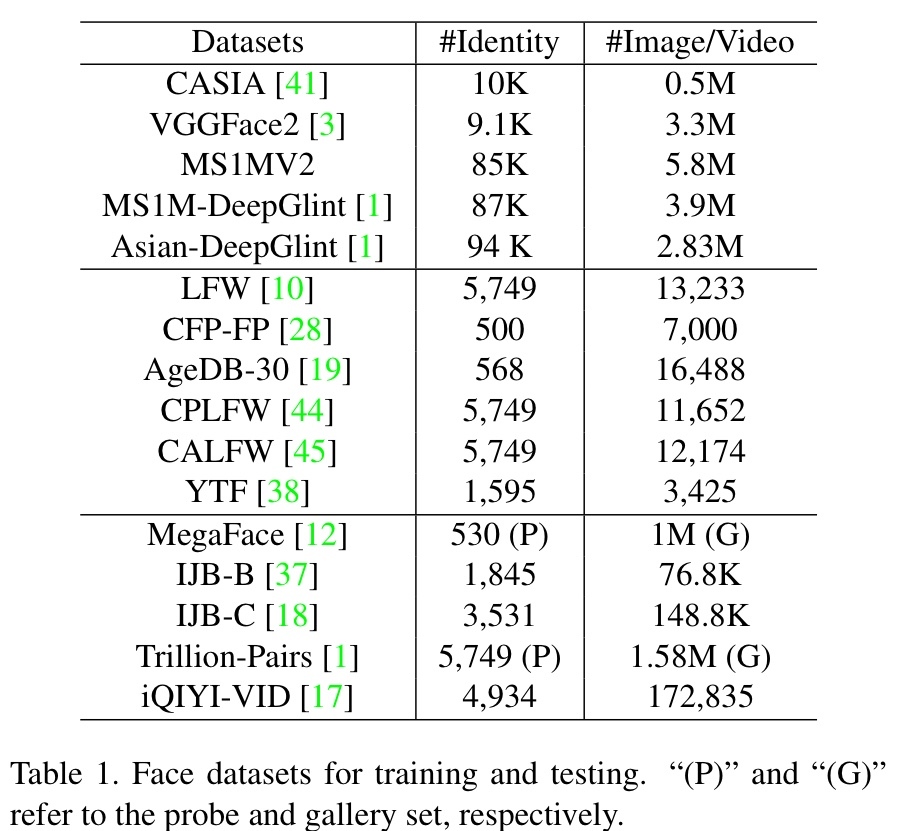 Datasets #Identity #Image/Video
CASIA [41] 10K 0.5M
VGGFace2 [3] 9.1K 3.3M
MS1MV2 85K 5.8M
MS1M-DeepGlint [1] 87K 3.9M
Asian-DeepGlint [1] 94 K 2.83M
LFW [10] 5,749 13,233
CFP-FP [28] 500 7,000
AgeDB-30 [19] 568 16,488
CPLFW [44] 5,749 11,652
CALFW [45] 5,749 12,174
YTF [38] 1,595 3,425
MegaFace [12] 530 (P) 1M (G)
IJB-B [37] 1,845 76.8K
IJB-C [18] 3,531 148.8K
Trillion-Pairs [1] 5,749 (P) 1.58M (G)
iQIYI-VID [17] 4,934 172,835
Table 1. Face datasets for training and testing. “(P)” and “(G)”
refer to the probe and gallery set, respectively.